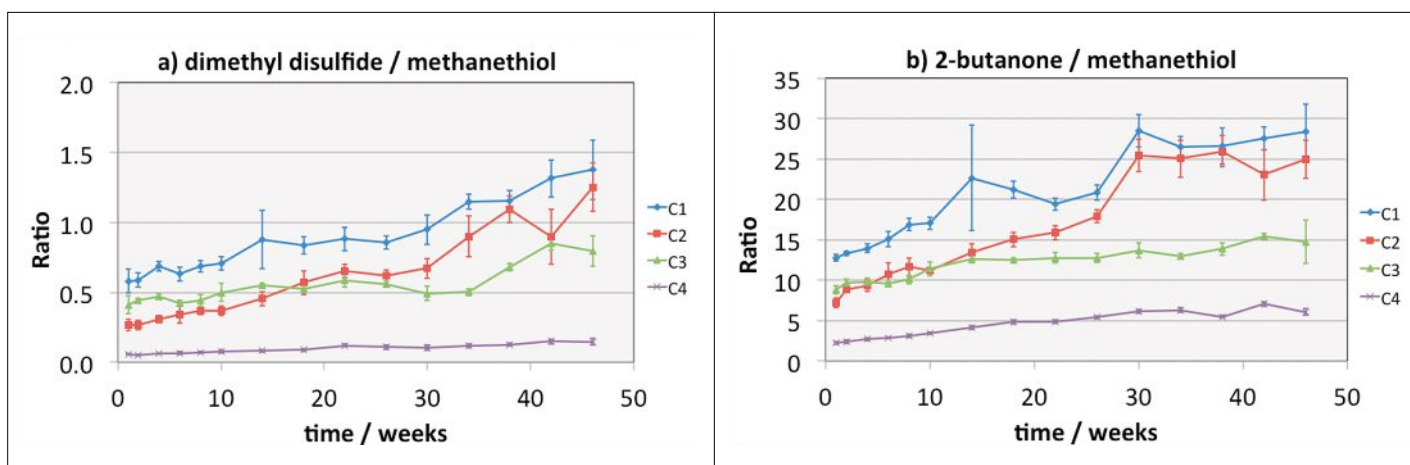 a) dimethyl disulfide / methanethiol
2.0
1.5
1.0
0.5
0.0
Ratio
0 10 20 30 40 50
time / weeks
C1
C2
C3
C4
b) 2-butanone / methanethiol
35
30
25
20
15
10
5
0
Ratio
0 10 20 30 40 50
time / weeks
C1
C2
C3
C4